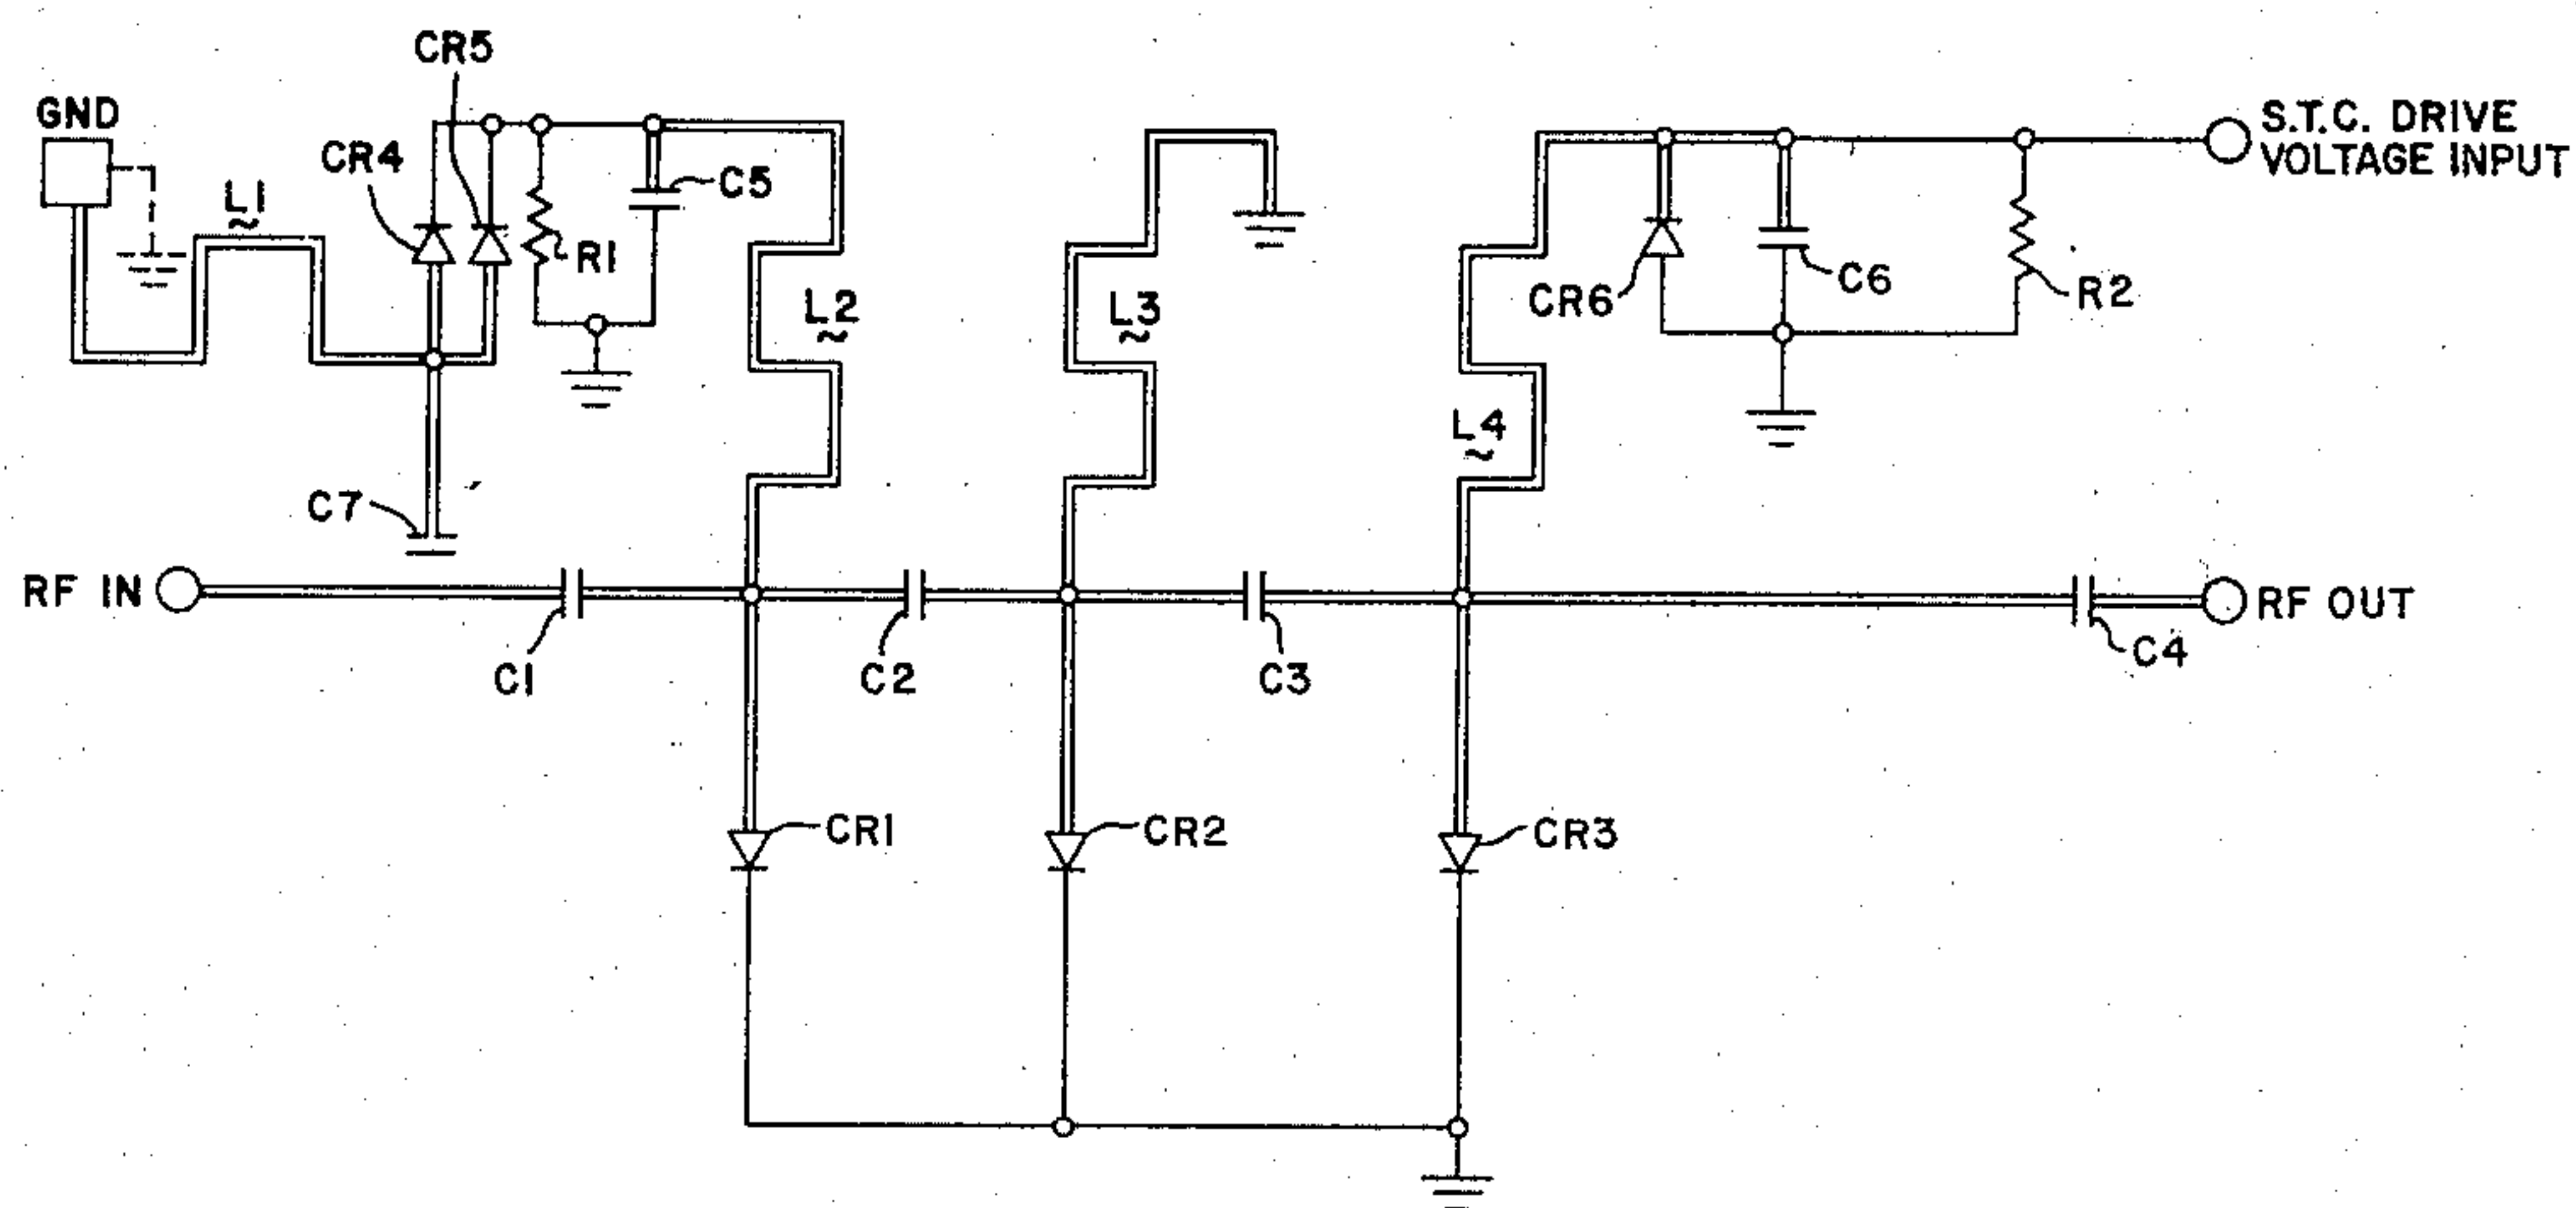 CR5
GND
CR4
L1
C5
R1
L2
L3
L4
S.T.C. DRIVE
VOLTAGE INPUT
CR6
C6
R2
C7
RF IN
C1
C2
C3
RF OUT
C4
CR1
CR2
CR3